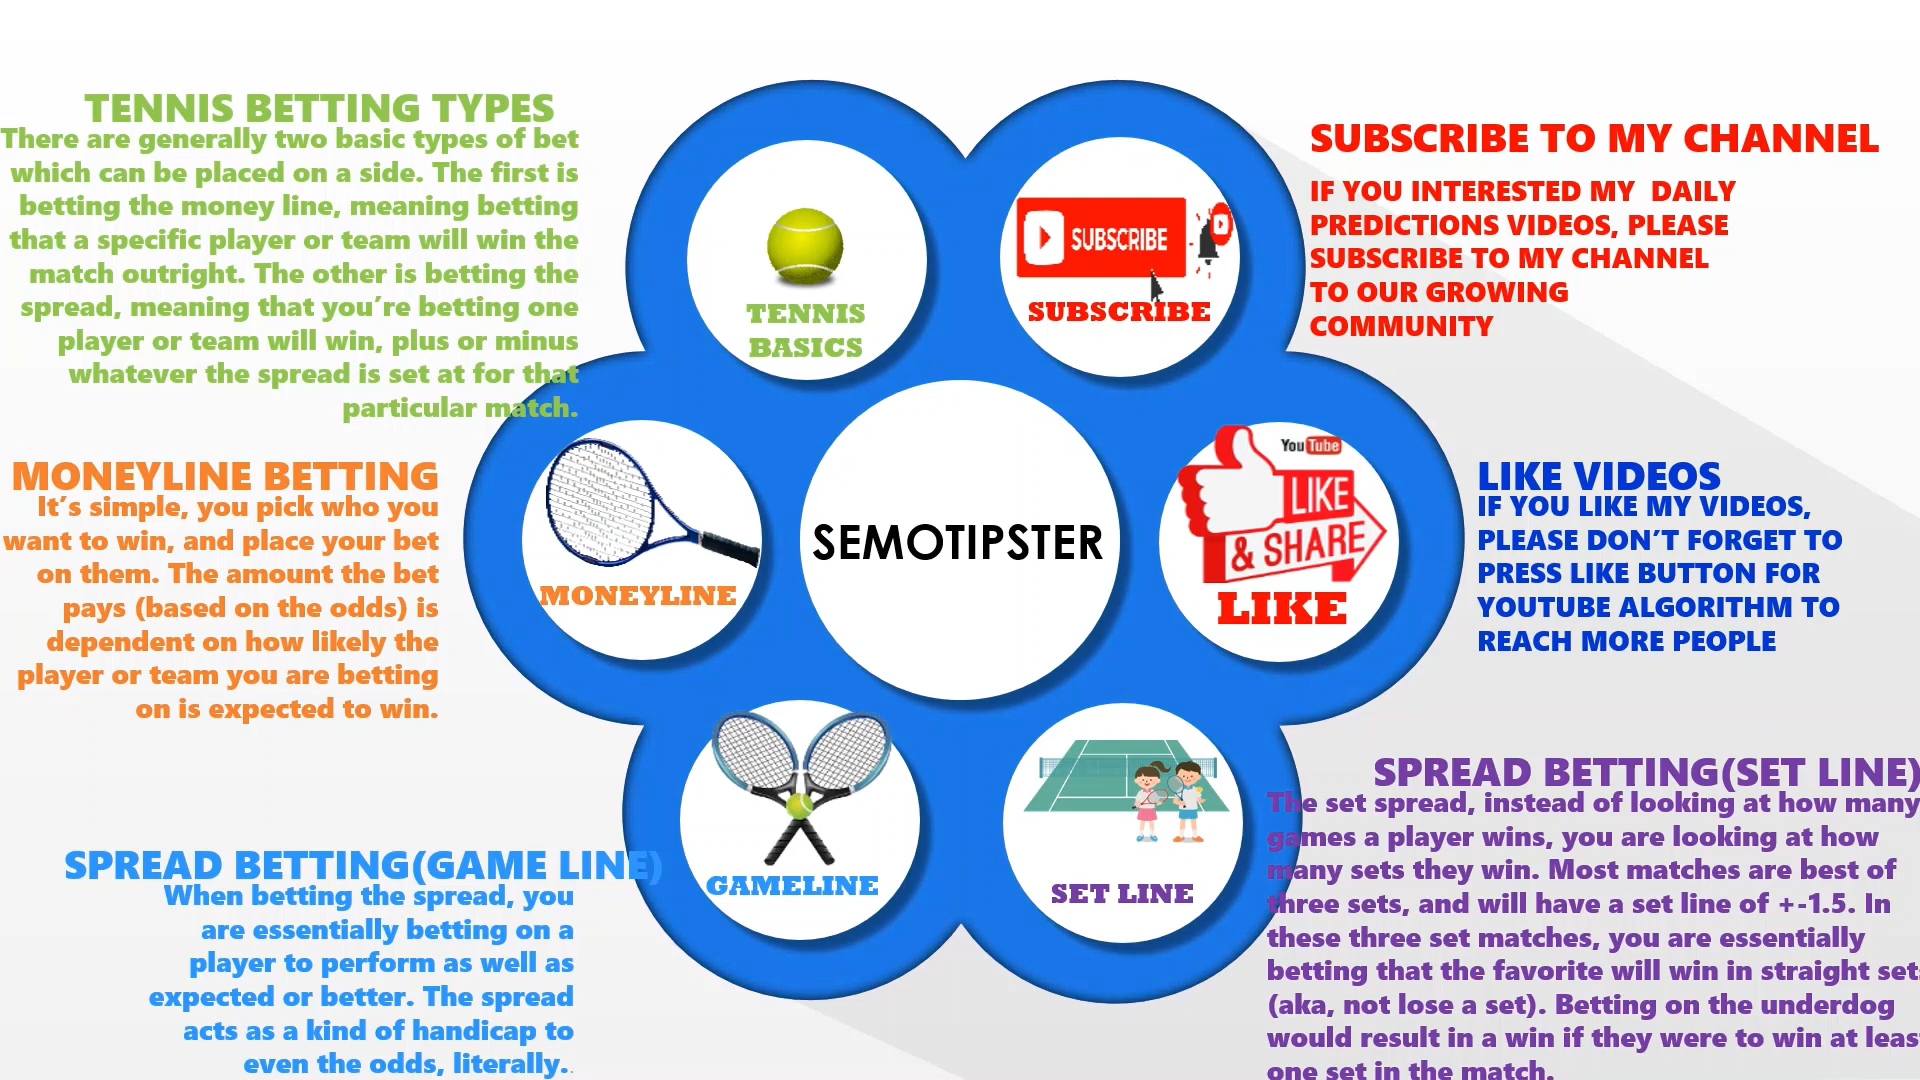 TENNIS BETTING TYPES
There are generally two basic types of bet
which can be placed on a side. The first is
betting the money line, meaning betting
that a specific player or team will win the
match outright. The other is betting the
spread, meaning that you’re betting one
player or team will win, plus or minus
whatever the spread is set at for that
particular match.
MONEYLINE BETTING
It’s simple, you pick who you
want to win, and place your bet
on them. The amount the bet
pays (based on the odds) is
dependent on how likely the
player or team you are betting
on is expected to win.
SPREAD BETTING(GAME LINE)
When betting the spread, you
are essentially betting on a
player to perform as well as
expected or better. The spread
acts as a kind of handicap to
even the odds, literally..
TENNIS
BASICS
SUBSCRIBE
SUBSCRIBE
MONEYLINE
SEMOTIPSTER
YouTube
LIKE
& SHARE
LIKE
GAMELINE
SET LINE
SUBSCRIBE TO MY CHANNEL
IF YOU INTERESTED MY DAILY
PREDICTIONS VIDEOS, PLEASE
SUBSCRIBE TO MY CHANNEL
TO OUR GROWING
COMMUNITY
LIKE VIDEOS
IF YOU LIKE MY VIDEOS,
PLEASE DON’T FORGET TO
PRESS LIKE BUTTON FOR
YOUTUBE ALGORITHM TO
REACH MORE PEOPLE
SPREAD BETTING(SET LINE)
The set spread, instead of looking at how many
games a player wins, you are looking at how
many sets they win. Most matches are best of
three sets, and will have a set line of +-1.5. In
these three set matches, you are essentially
betting that the favorite will win in straight sets
(aka, not lose a set). Betting on the underdog
would result in a win if they were to win at least
one set in the match.